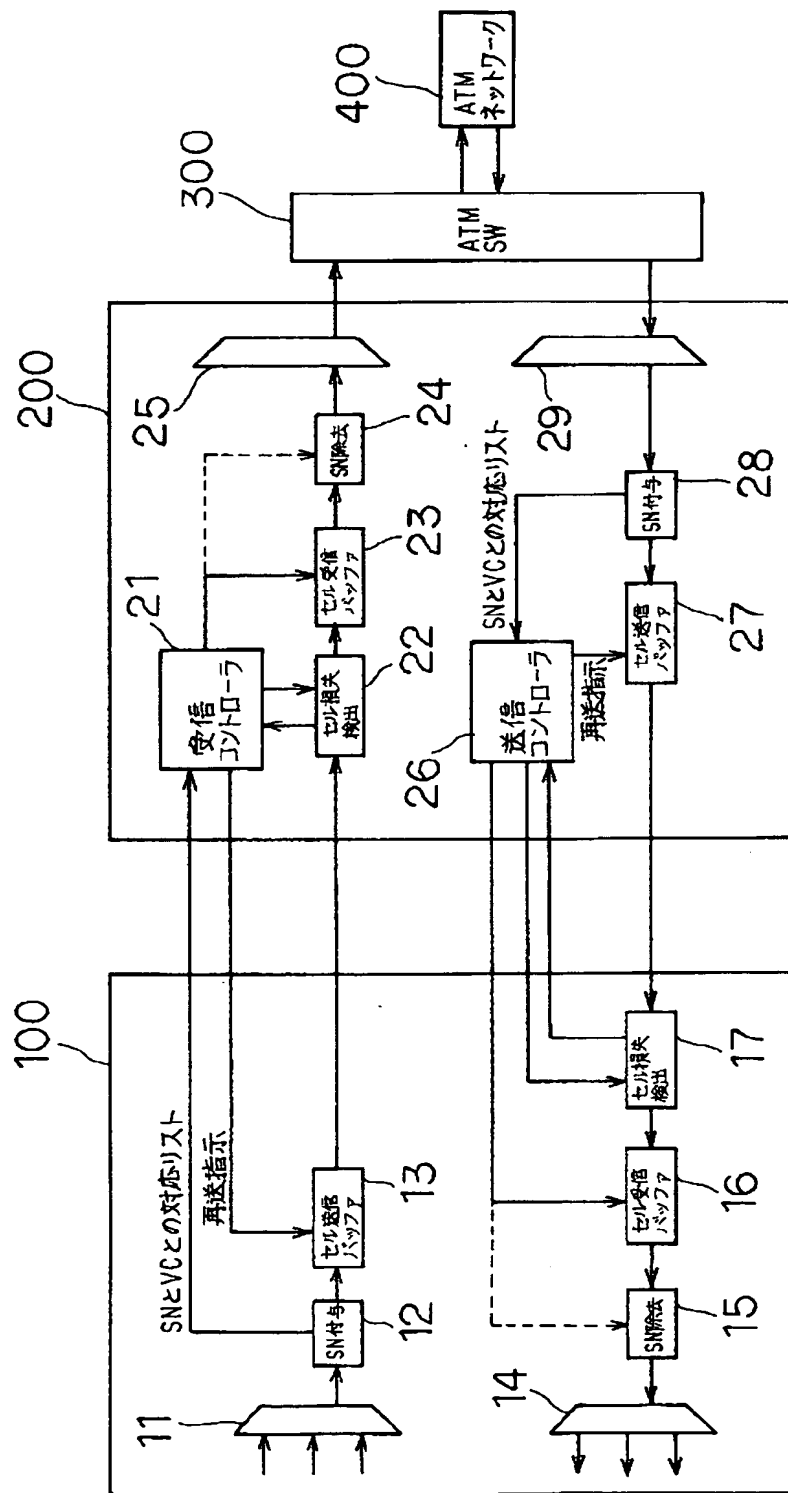 100
200
300
400
ATM
ネットワーク
ATM
SW
11
SN付与
12
セル送信
バッファ
13
SNとVCとの対応リスト
再送指示
受信
コントローラ
21
セル損失
検出
22
セル受信
バッファ
23
SN除去
24
25
14
SN除去
15
セル受信
バッファ
16
セル損失
検出
17
送信
コントローラ
26
再送指示
SNとVCとの対応リスト
セル送信
バッファ
27
SN付与
28
29